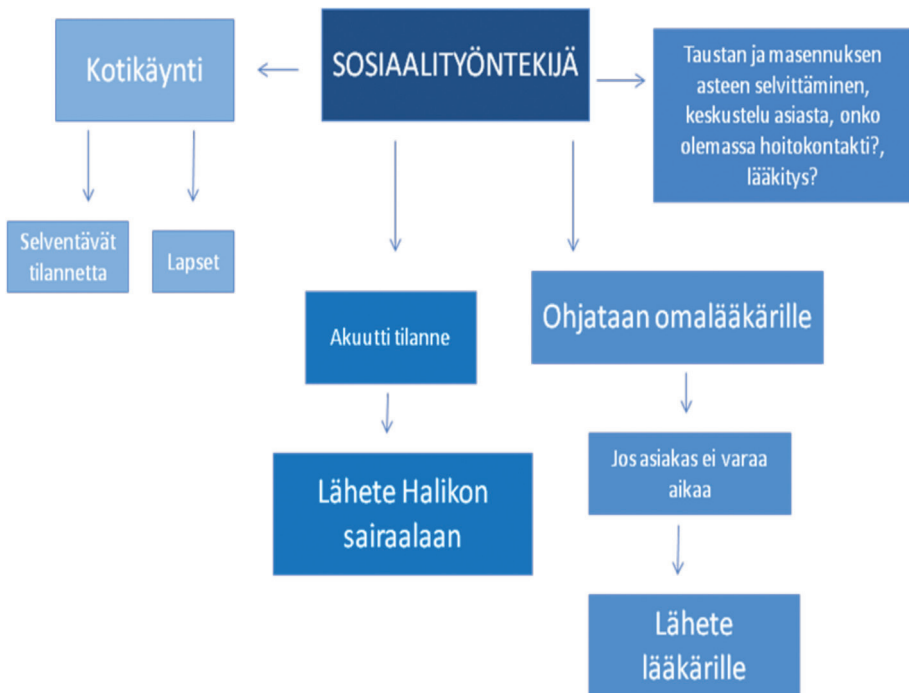 Kotikäynti
SOSIAALITYÖNTEKIJÄ
Taustan ja masennuksen
asteen selvittäminen,
keskustelu asiasta, onko
olemassa hoitokontakti?,
lääkitys?
Selventävät
tilannetta
Lapset
Akuutti tilanne
Ohjataan omalääkärille
Lähete Halikon
sairaalaan
Jos asiakas ei varaa
aikaa
Lähete
lääkärille